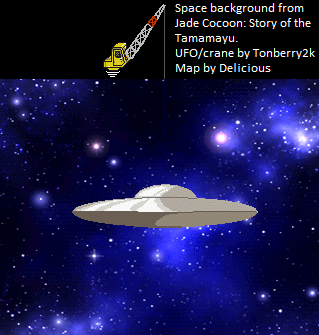 Space background from
Jade Cocoon: Story of the
Tamamayu.
UFO/crane by Tonberry2k
Map by Delicious